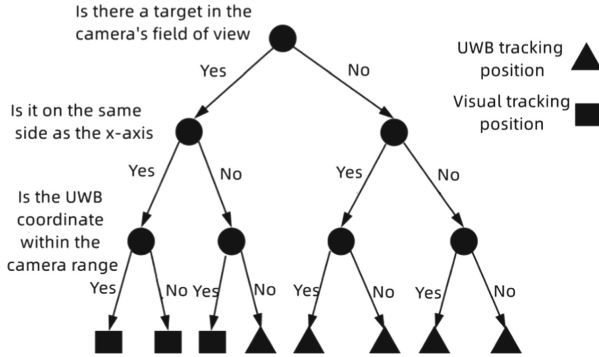 Is there a target in the
camera's field of view
UWB tracking
position
Visual tracking
position
Yes
No
Is it on the same
side as the x-axis
Yes
No
Yes
No
Is the UWB
coordinate
within the
camera range
Yes
No
Yes
No
Yes
No
Yes
No